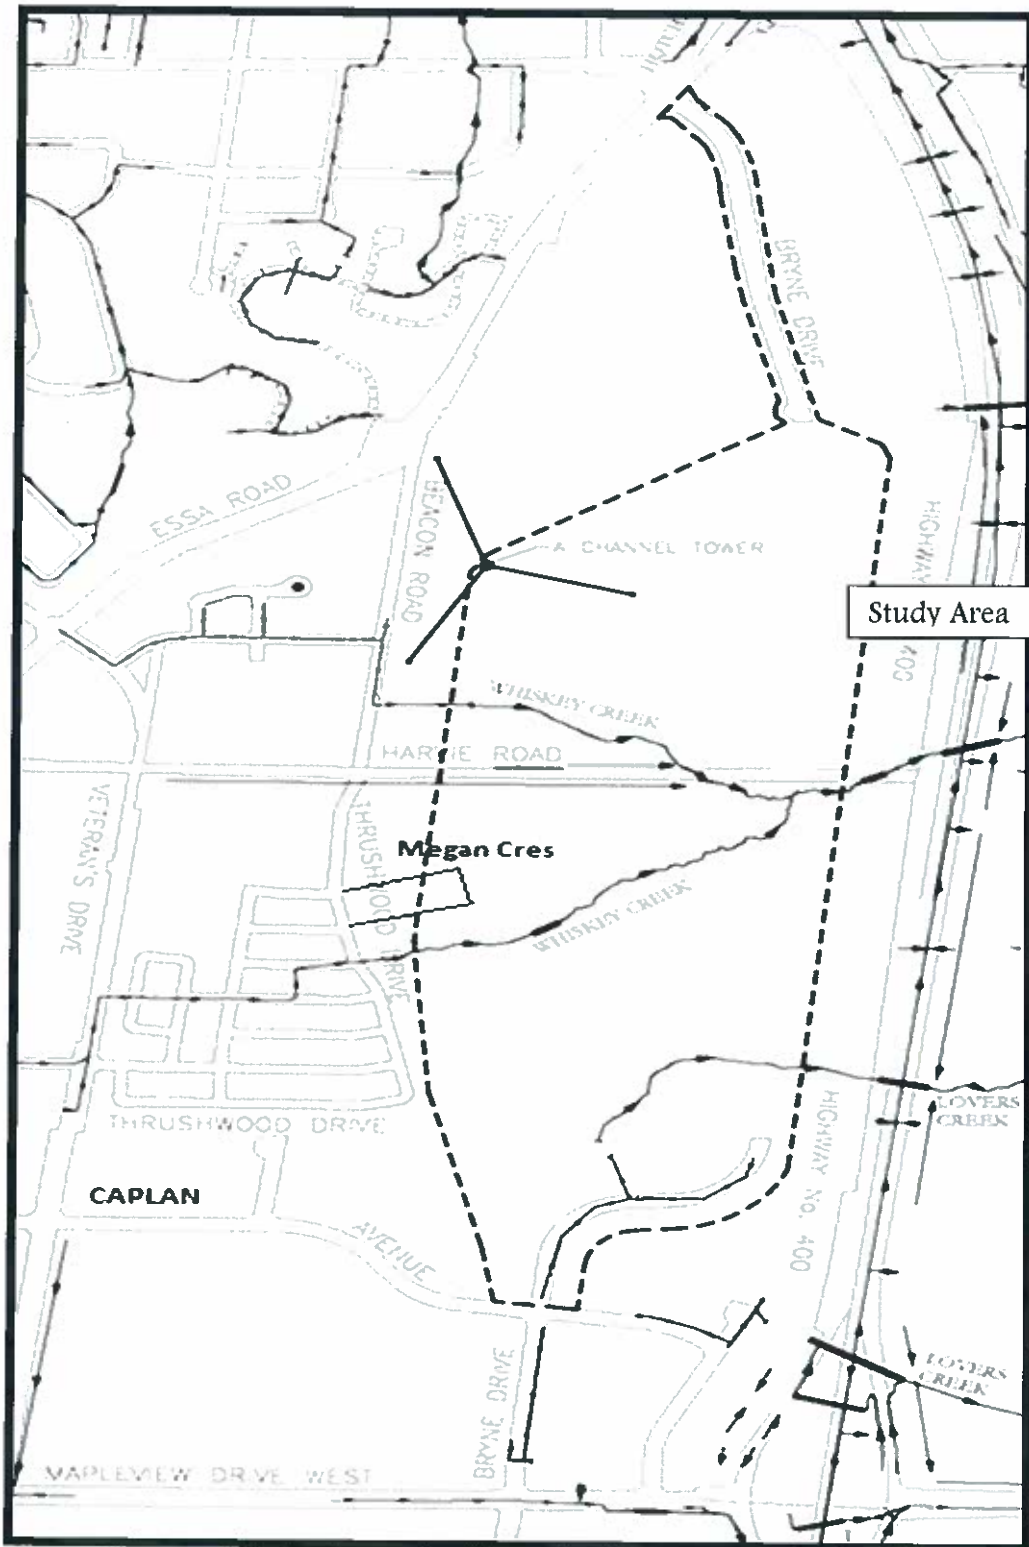 BRYNE DRIVE
ESSA ROAD
BEACON ROAD
A CHANNEL TOWER
HIGHWAY
400
Study Area
WHISKEY CREEK
HARVIE ROAD
VETERAN'S DRIVE
THRUSHWOOD DRIVE
Megan Cres
WHISKEY CREEK
LOVERS
CREEK
THRUSHWOOD DRIVE
HIGHWAY No. 400
CAPLAN
AVENUE
BRYNE DRIVE
LOVERS
CREEK
MAPLEVIEW DRIVE WEST